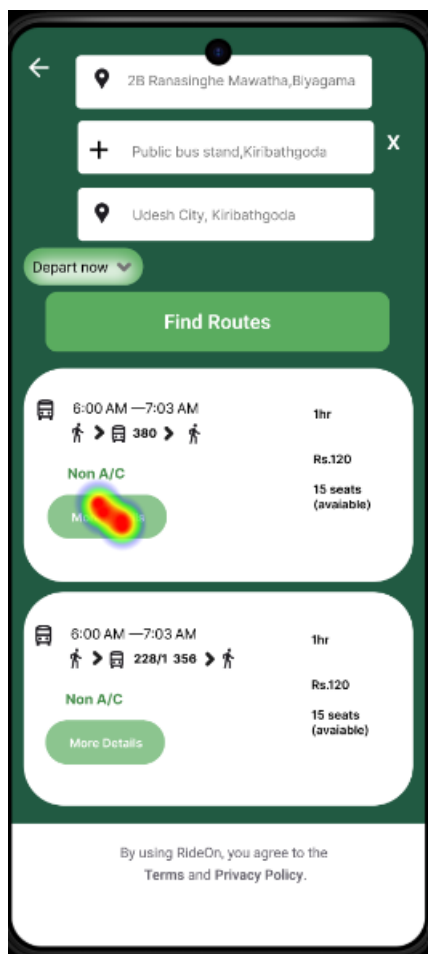 2B Ranasinghe Mawatha,Biyagama
Public bus stand,Kiribathgoda
X
Udesh City, Kiribathgoda
Depart now
Find Routes
6:00 AM —7:03 AM
1hr
380
Rs.120
Non A/C
15 seats
(avaiable)
6:00 AM —7:03 AM
1hr
228/1 356
Rs.120
Non A/C
15 seats
(avaiable)
More Details
By using RideOn, you agree to the
Terms and Privacy Policy.